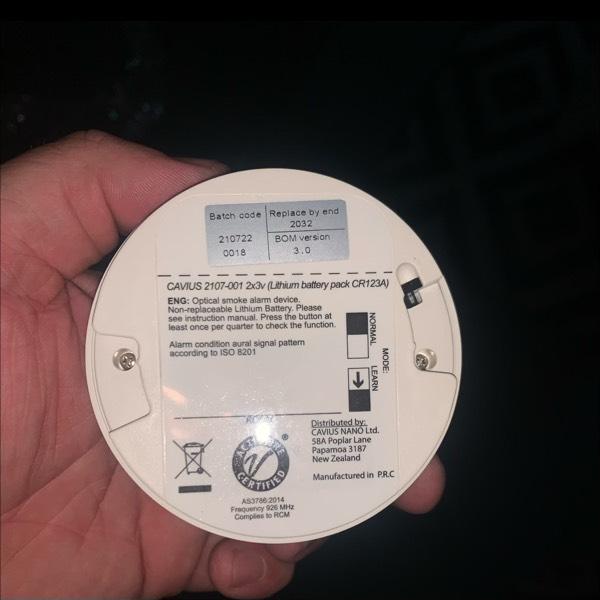 Batch code
210722
0018
Replace by end
2032
BOM version
3.0
CAVIUS 2107-001 2x3v (Lithium battery pack CR123A)
ENG: Optical smoke alarm device.
Non-replaceable Lithium Battery. Please
see instruction manual. Press the button at
least once per quarter to check the function.
Alarm condition aural signal pattern
according to ISO 8201
NORMAL
MODE:
LEARN
Distributed by:
CAVIUS NANO Ltd.
58A Poplar Lane
Papamoa 3187
New Zealand
Manufactured in P.R.C
CERTIFIED
AS3786:2014
Frequency 926 MHz
Complies to RCM